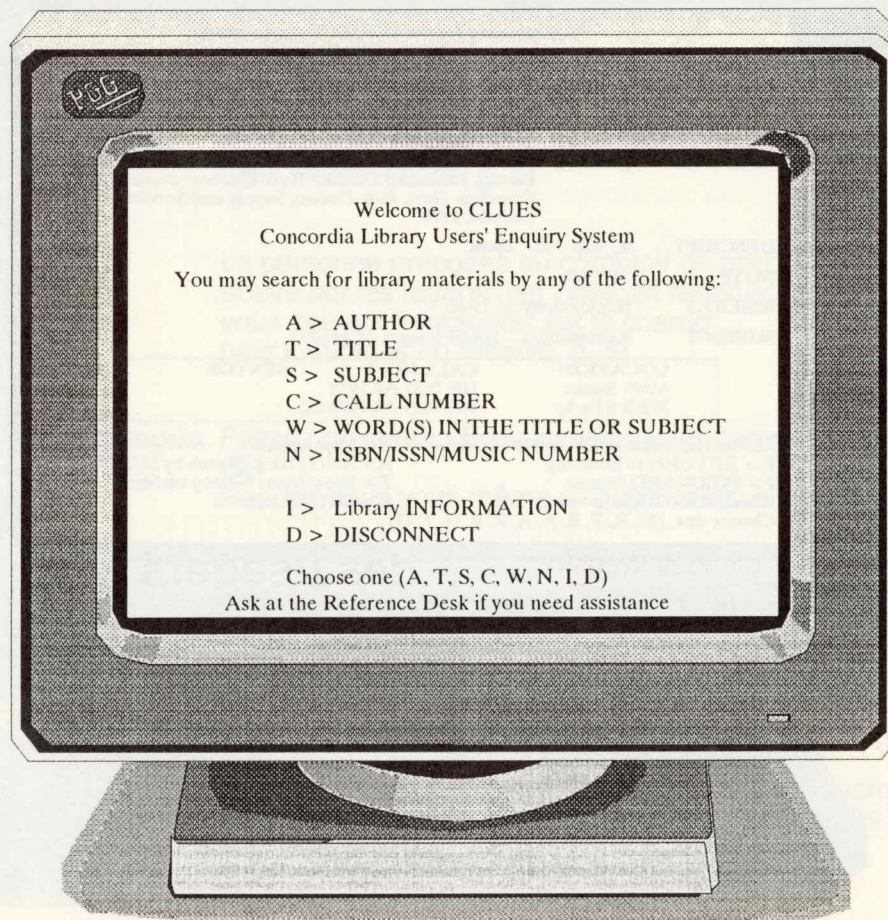 Welcome to CLUES
Concordia Library Users' Enquiry System
You may search for library materials by any of the following:
A > AUTHOR
T > TITLE
S > SUBJECT
C > CALL NUMBER
W > WORD(S) IN THE TITLE OR SUBJECT
N > ISBN/ISSN/MUSIC NUMBER
I > Library INFORMATION
D > DISCONNECT
Choose one (A, T, S, C, W, N, I, D)
Ask at the Reference Desk if you need assistance